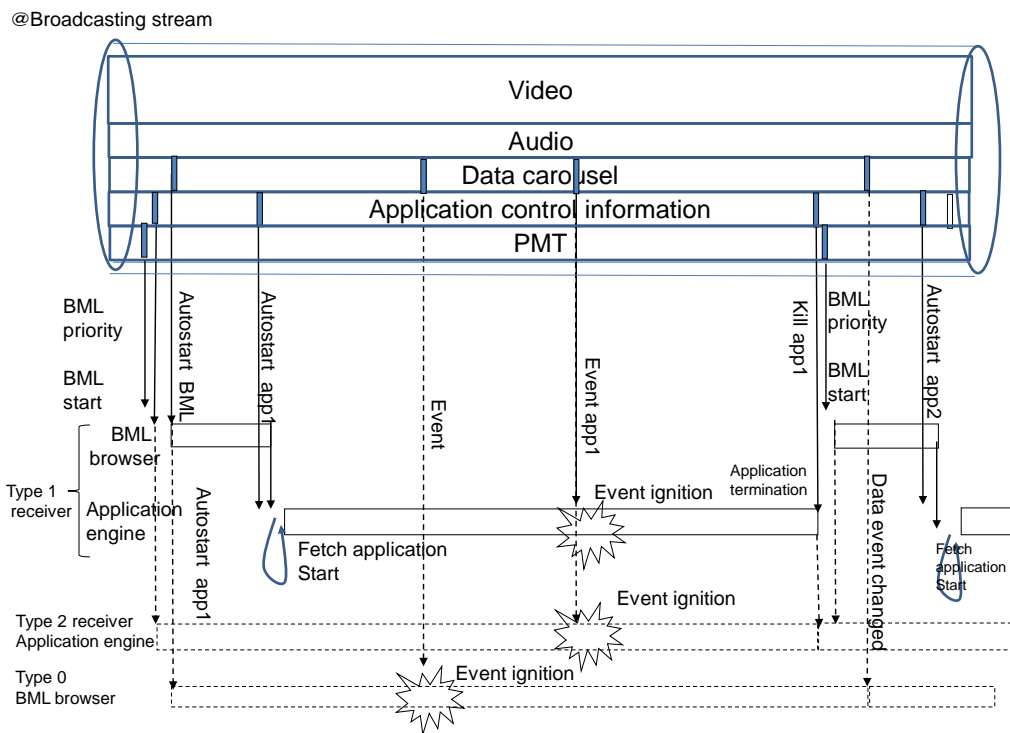 @Broadcasting stream
Video
Audio
Data carousel
Application control information
PMT
BML
priority
BML
start
Autostart BML
Autostart app1
Event
Event app1
Kill app1
BML
priority
BML
start
Autostart app2
BML
browser
Type 1
receiver
Application
engine
Autostart app1
Fetch application
Start
Event ignition
Application
termination
Data event changed
Fetch
application
Start
Type 2 receiver
Application engine
Event ignition
Type 0
BML browser
Event ignition